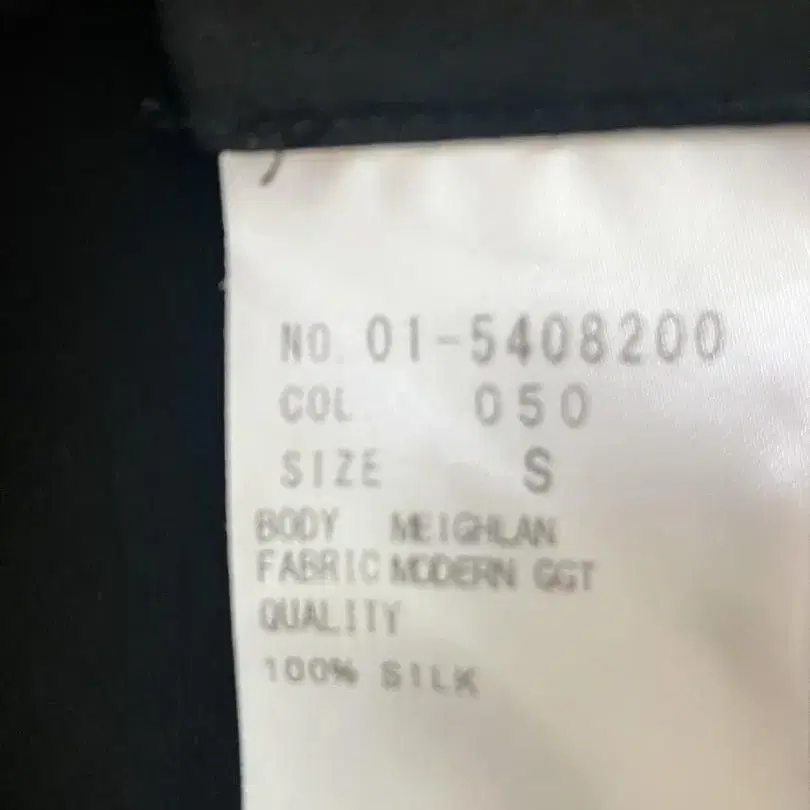 NO. 01-5408200
COL 050
SIZE S
BODY MEIGHLAN
FABRIC MODERN GGT
QUALITY
100% SILK